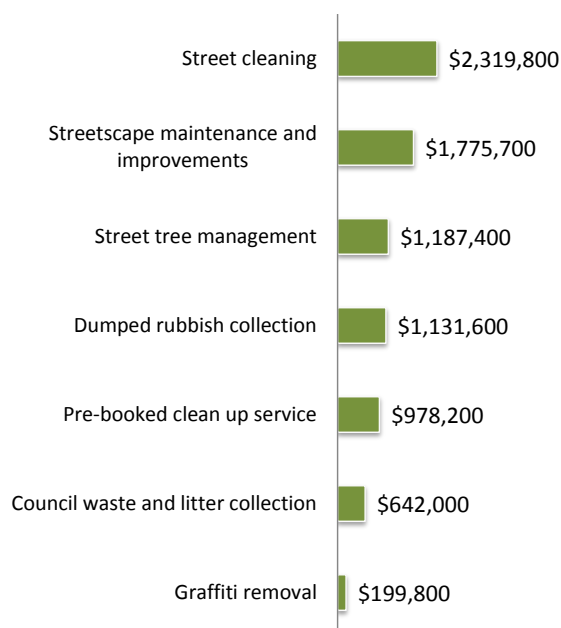 Street cleaning
$2,319,800
Streetscape maintenance and
improvements
$1,775,700
Street tree management
$1,187,400
Dumped rubbish collection
$1,131,600
Pre-booked clean up service
$978,200
Council waste and litter collection
$642,000
Graffiti removal
$199,800